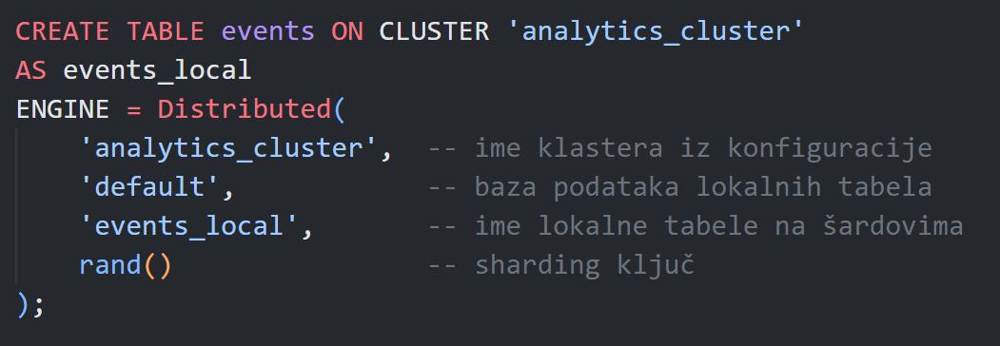 CREATE TABLE events ON CLUSTER 'analytics_cluster'
AS events_local
ENGINE = Distributed(
    'analytics_cluster',  -- ime klastera iz konfiguracije
    'default',            -- baza podataka lokalnih tabela
    'events_local',       -- ime lokalne tabele na šardovima
    rand()                -- sharding ključ
);